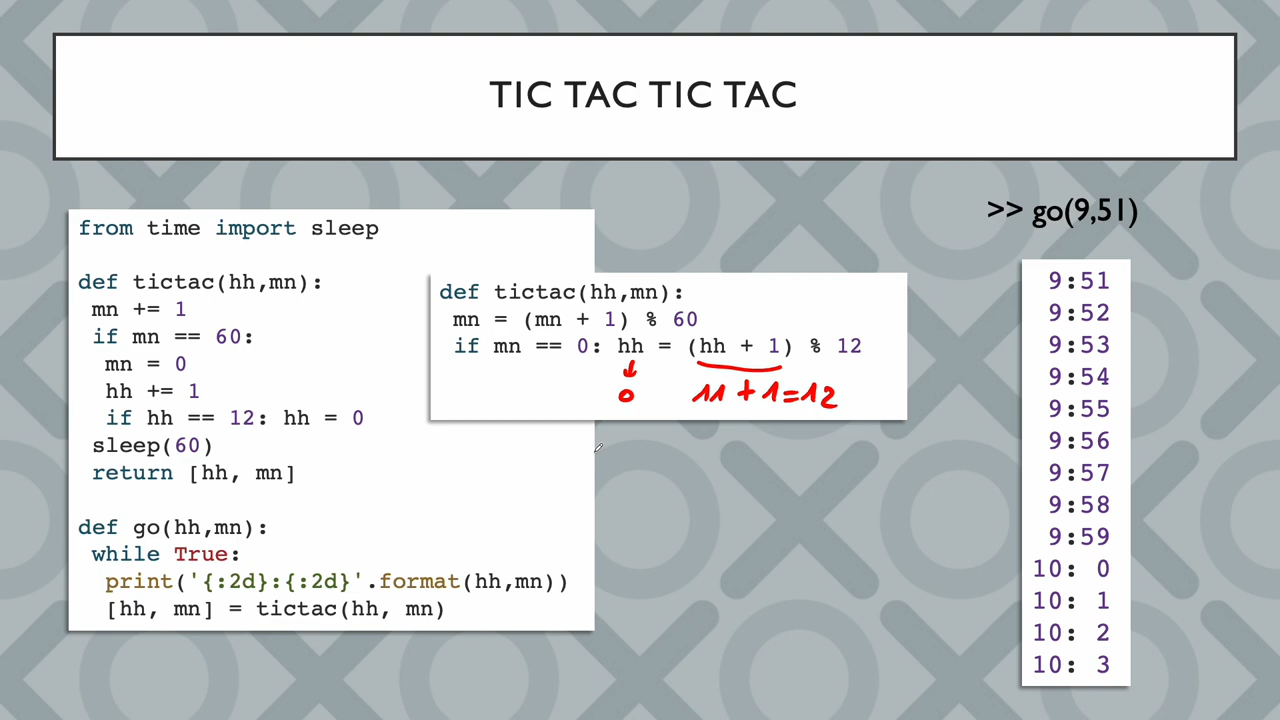 TIC TAC TIC TAC
from time import sleep
def tictac(hh,mn):
 mn += 1
 if mn == 60:
  mn = 0
  hh += 1
  if hh == 12: hh = 0
 sleep(60)
 return [hh, mn]
def go(hh,mn):
 while True:
  print('{:2d}:{:2d}'.format(hh,mn))
  [hh, mn] = tictac(hh, mn)
def tictac(hh,mn):
 mn = (mn + 1) % 60
 if mn == 0: hh = (hh + 1) % 12
↓
0 11+1=12
>> go(9,51)
 9:51
 9:52
 9:53
 9:54
 9:55
 9:56
 9:57
 9:58
 9:59
10: 0
10: 1
10: 2
10: 3